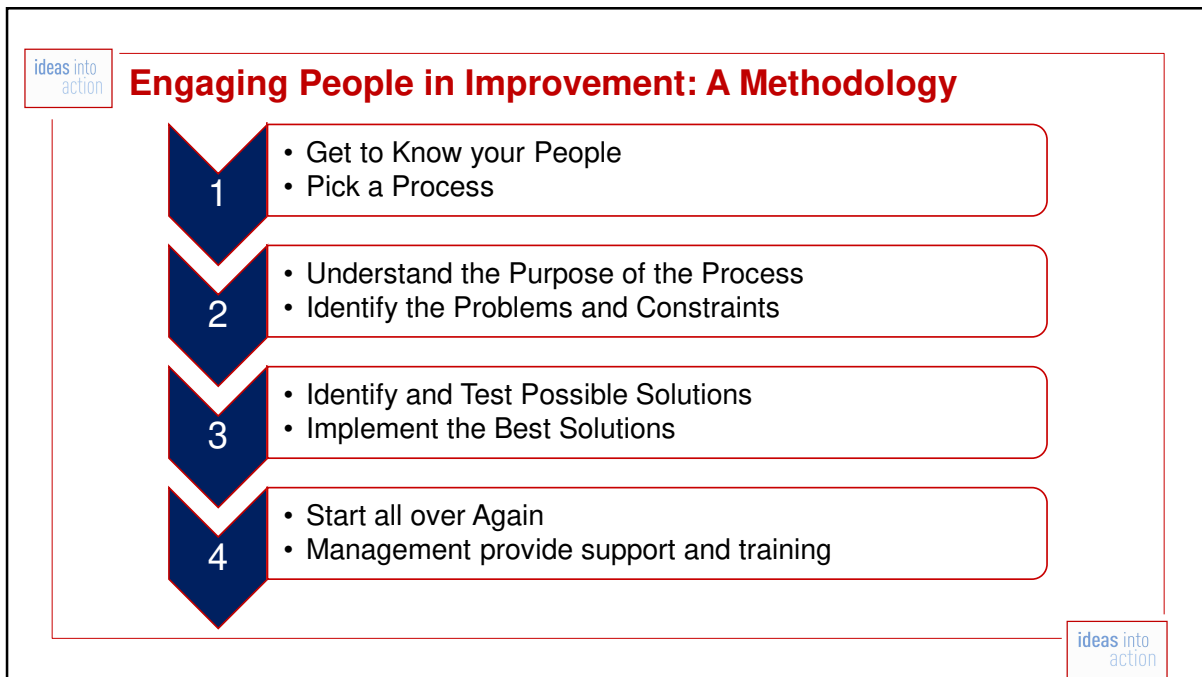 ideas into
action
Engaging People in Improvement: A Methodology
1
• Get to Know your People
• Pick a Process
2
• Understand the Purpose of the Process
• Identify the Problems and Constraints
3
• Identify and Test Possible Solutions
• Implement the Best Solutions
4
• Start all over Again
• Management provide support and training
ideas into
action